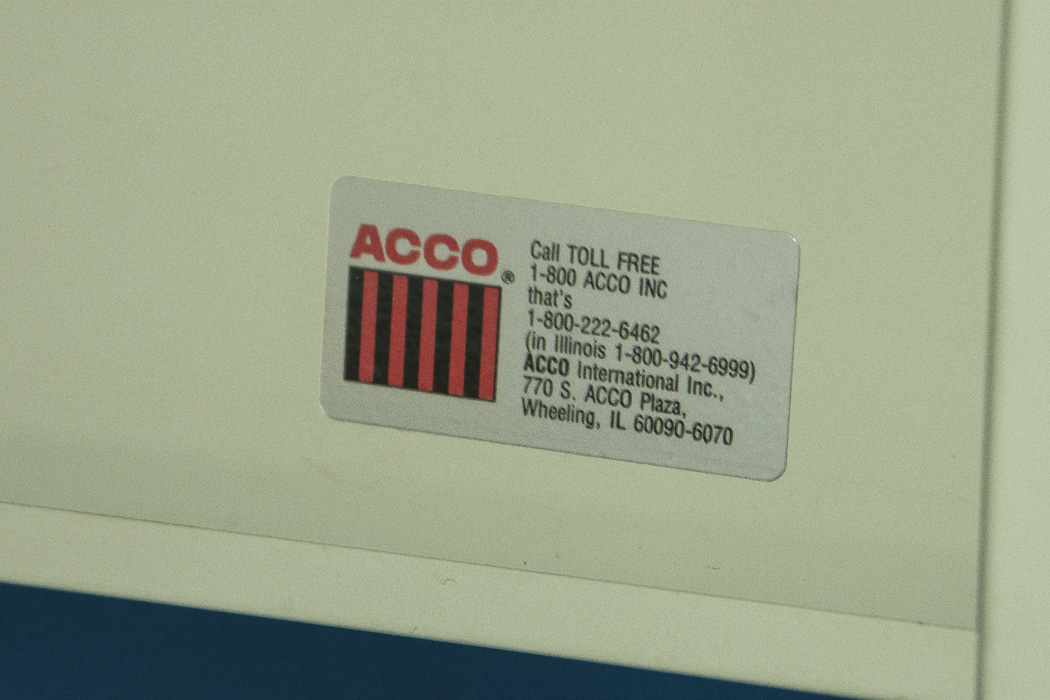 ACCO®
Call TOLL FREE
1-800 ACCO INC
that's
1-800-222-6462
(in Illinois 1-800-942-6999)
ACCO International Inc.,
770 S. ACCO Plaza,
Wheeling, IL 60090-6070